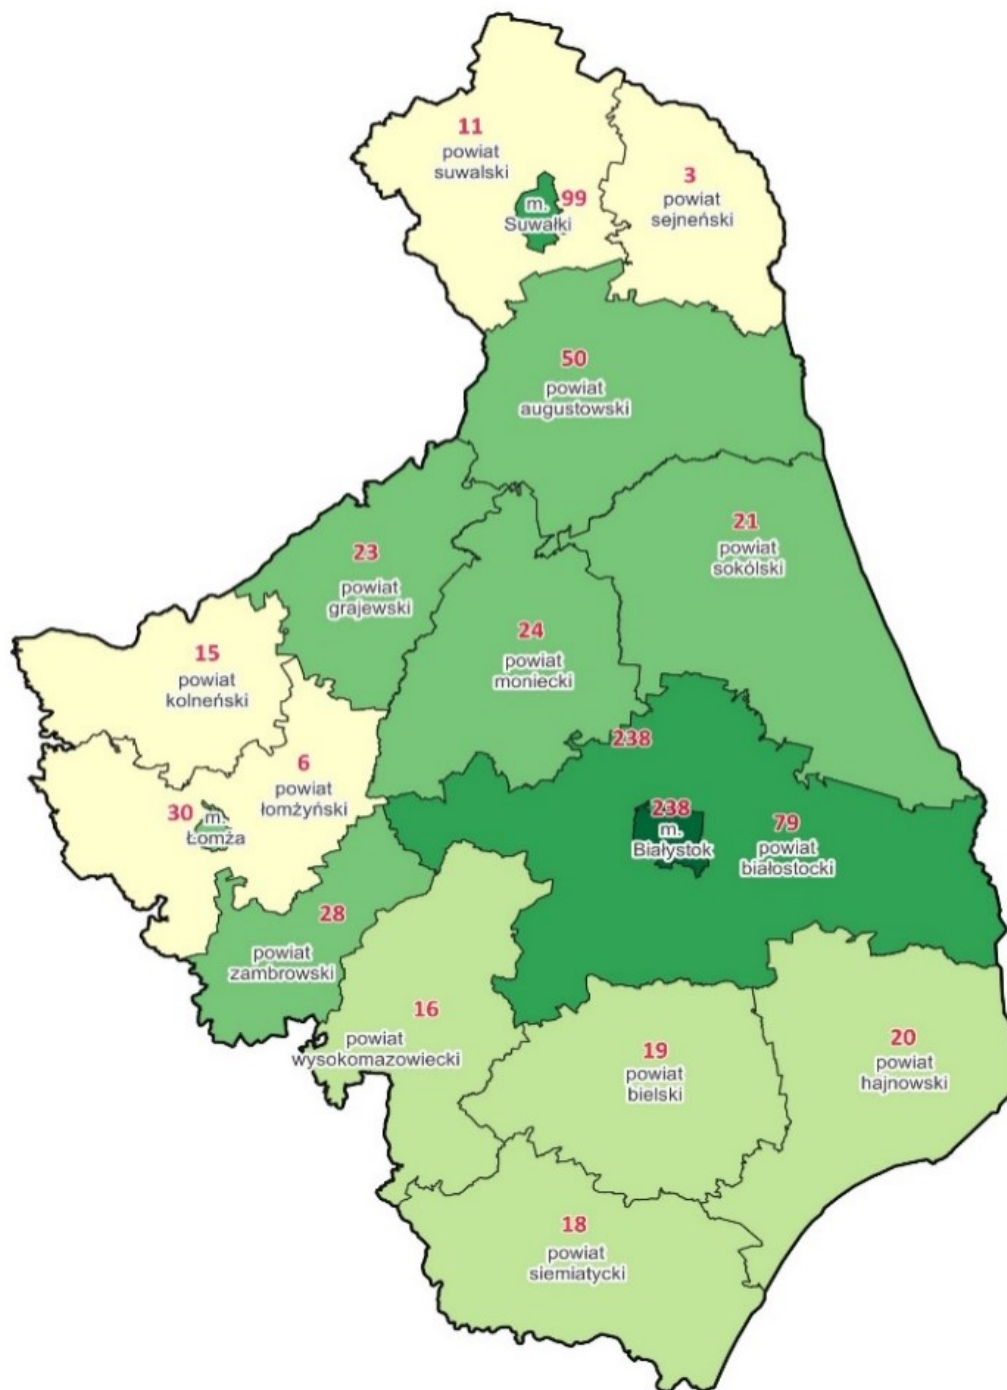 11
powiat
suwalski
3
powiat
sejneński
99
m.
Suwałki
50
powiat
augustowski
21
powiat
sokólski
23
powiat
grajewski
24
powiat
moniecki
15
powiat
kolneński
238
6
powiat
łomżyński
30
m.
Łomża
238
m.
Białystok
79
powiat
białostocki
28
powiat
zambrowski
16
powiat
wysokomazowiecki
19
powiat
bielski
20
powiat
hajnowski
18
powiat
siemiatycki